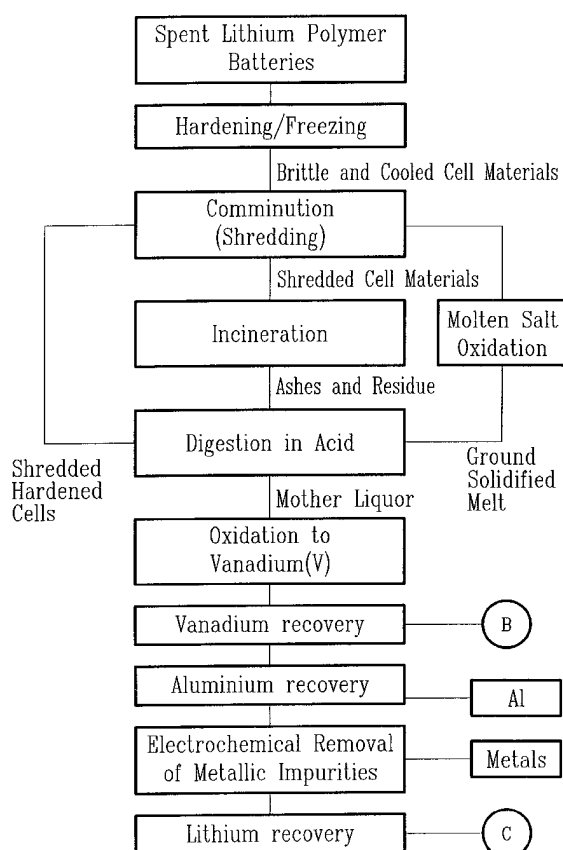 Spent Lithium Polymer
Batteries
Hardening/Freezing
Brittle and Cooled Cell Materials
Comminution
(Shredding)
Shredded Cell Materials
Incineration
Molten Salt
Oxidation
Ashes and Residue
Digestion in Acid
Shredded
Hardened
Cells
Ground
Solidified
Melt
Mother Liquor
Oxidation to
Vanadium(V)
Vanadium recovery
B
Aluminium recovery
Al
Electrochemical Removal
of Metallic Impurities
Metals
Lithium recovery
C